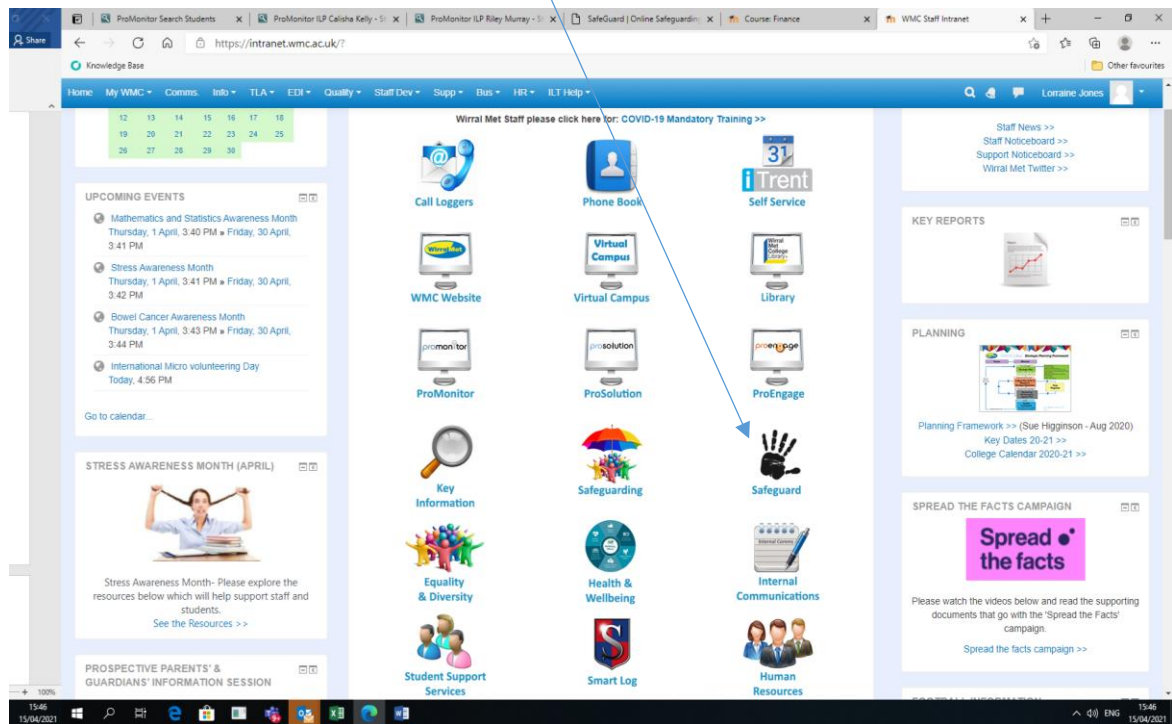 ProMonitor Search Students
ProMonitor ILP Calisha Kelly - St
ProMonitor ILP Riley Murray - St
SafeGuard | Online Safeguarding
Course: Finance
WMC Staff Intranet
Share
https://intranet.wmc.ac.uk/?
Knowledge Base
Other favourites
Home My WMC Comms. Info TLA EDI Quality Staff Dev Supp Bus HR ILT Help
Lorraine Jones
12 13 14 15 16 17 18
19 20 21 22 23 24 25
26 27 28 29 30
UPCOMING EVENTS
Mathematics and Statistics Awareness Month
Thursday, 1 April, 3:40 PM » Friday, 30 April,
3:41 PM
Stress Awareness Month
Thursday, 1 April, 3:41 PM » Friday, 30 April,
3:42 PM
Bowel Cancer Awareness Month
Thursday, 1 April, 3:43 PM » Friday, 30 April,
3:44 PM
International Micro volunteering Day
Today, 4:56 PM
Go to calendar...
STRESS AWARENESS MONTH (APRIL)
Stress Awareness Month- Please explore the
resources below which will help support staff and
students.
See the Resources >>
PROSPECTIVE PARENTS' &
GUARDIANS' INFORMATION SESSION
Wirral Met Staff please click here for: COVID-19 Mandatory Training >>
Call Loggers
Phone Book
31
iTrent
Self Service
Wirral Met
WMC Website
Virtual
Campus
Virtual Campus
Wirral
Met
College
Library
Library
promonitor
ProMonitor
prosolution
ProSolution
proengage
ProEngage
Key
Information
Safeguarding
Safeguard
Equality
& Diversity
Health &
Wellbeing
Internal Comms
Internal
Communications
Student Support
Services
Smart Log
Human
Resources
Staff News >>
Staff Noticeboard >>
Support Noticeboard >>
Wirral Met Twitter >>
KEY REPORTS
PLANNING
Planning Framework >> (Sue Higginson - Aug 2020)
Key Dates 20-21 >>
College Calendar 2020-21 >>
SPREAD THE FACTS CAMPAIGN
Spread
the facts
Please watch the videos below and read the supporting
documents that go with the 'Spread the Facts'
campaign.
Spread the facts campaign >>
FOOTBALL INFORMATION
100%
15:46
15/04/2021
ENG
15:46
15/04/2021